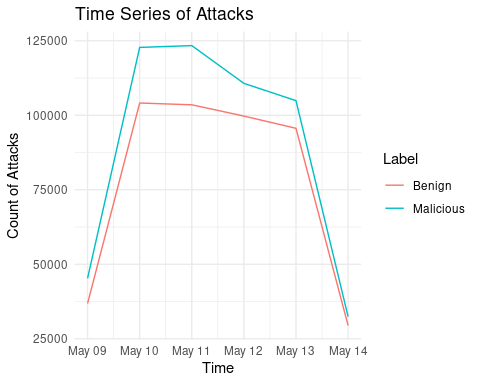 Time Series of Attacks
125000
100000
75000
50000
25000
Count of Attacks
May 09 May 10 May 11 May 12 May 13 May 14
Time
Label
Benign
Malicious